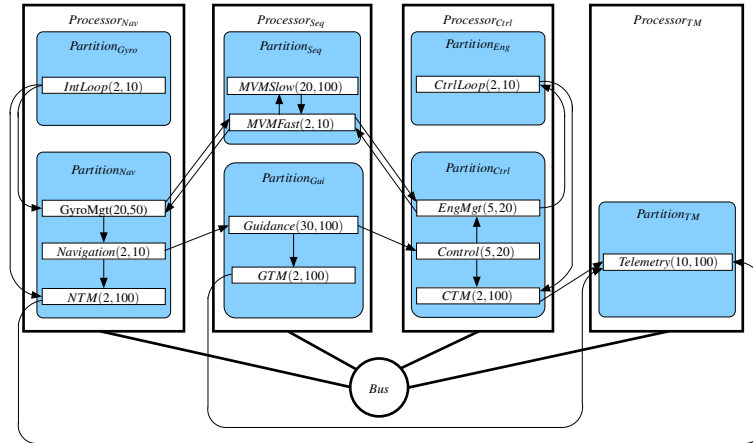 Processor_Nav
Processor_Seq
Processor_Ctrl
Processor_TM
Partition_Gyro
Partition_Seq
Partition_Eng
IntLoop(2,10)
MVMSlow(20,100)
CtrlLoop(2,10)
MVMFast(2,10)
Partition_Nav
Partition_Gui
Partition_Ctrl
GyroMgt(20,50)
EngMgt(5,20)
Partition_TM
Guidance(30,100)
Navigation(2,10)
Control(5,20)
Telemetry(10,100)
GTM(2,100)
NTM(2,100)
CTM(2,100)
Bus